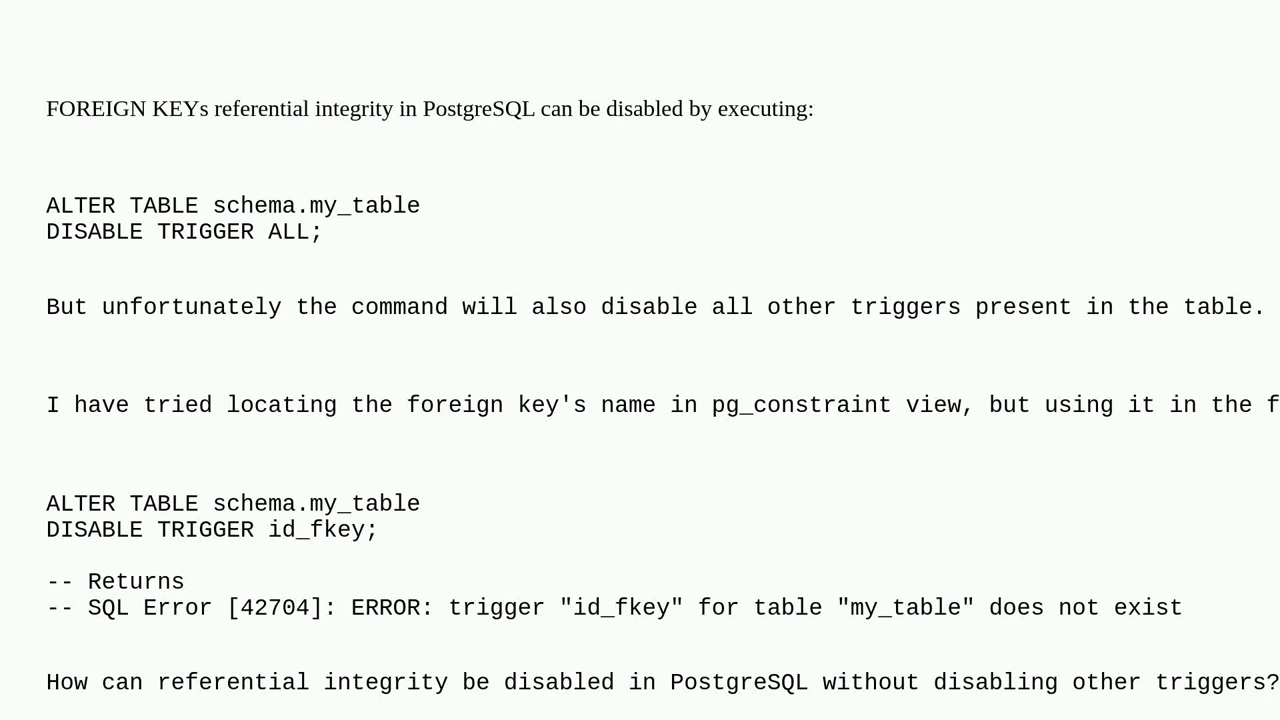 FOREIGN KEYs referential integrity in PostgreSQL can be disabled by executing:
ALTER TABLE schema.my_table
DISABLE TRIGGER ALL;
But unfortunately the command will also disable all other triggers present in the table.
I have tried locating the foreign key's name in pg_constraint view, but using it in the
ALTER TABLE schema.my_table
DISABLE TRIGGER id_fkey;
-- Returns
-- SQL Error [42704]: ERROR: trigger "id_fkey" for table "my_table" does not exist
How can referential integrity be disabled in PostgreSQL without disabling other triggers?